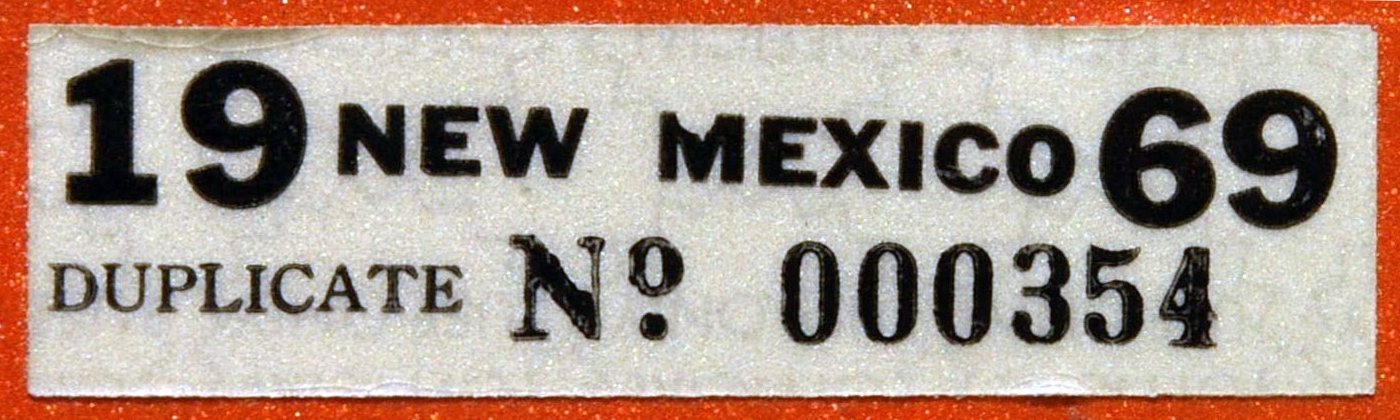 19 NEW MEXICO 69
DUPLICATE Nº 000354